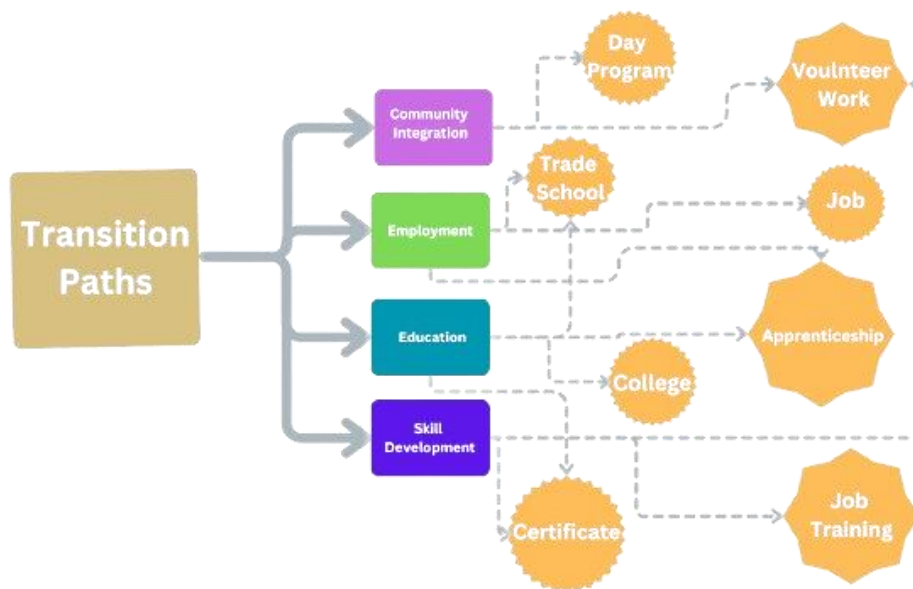 Day
Program
Voulnteer
Work
Community
Integration
Trade
School
Job
Employment
Transition
Paths
Education
Apprenticeship
College
Skill
Development
Certificate
Job
Training